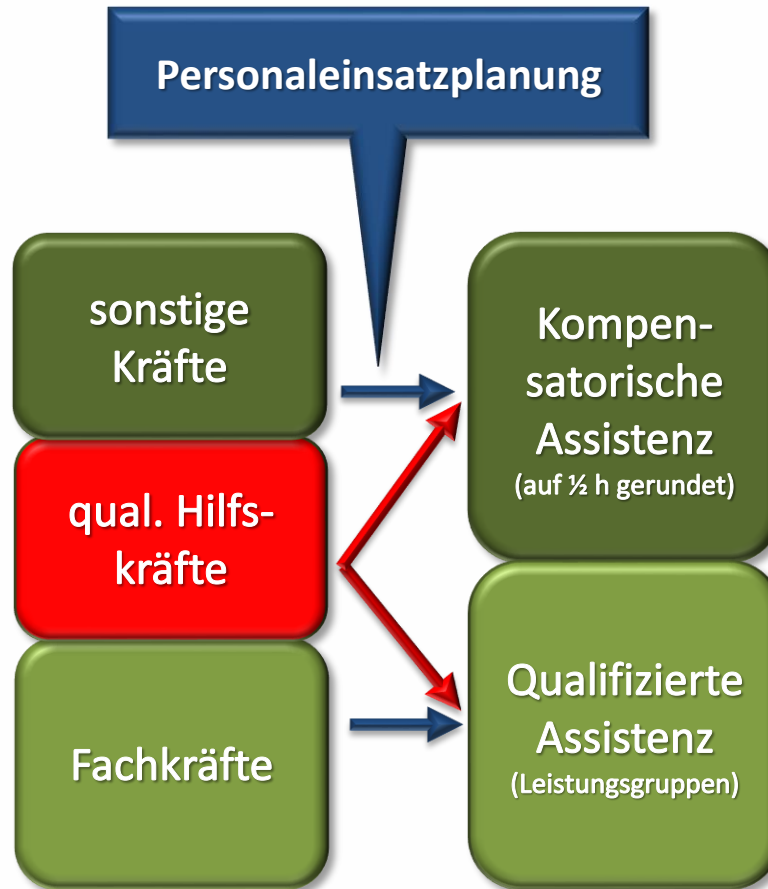 Personaleinsatzplanung
sonstige
Kräfte
qual. Hilfs-
kräfte
Fachkräfte
Kompen-
satorische
Assistenz
(auf ½ h gerundet)
Qualifizierte
Assistenz
(Leistungsgruppen)